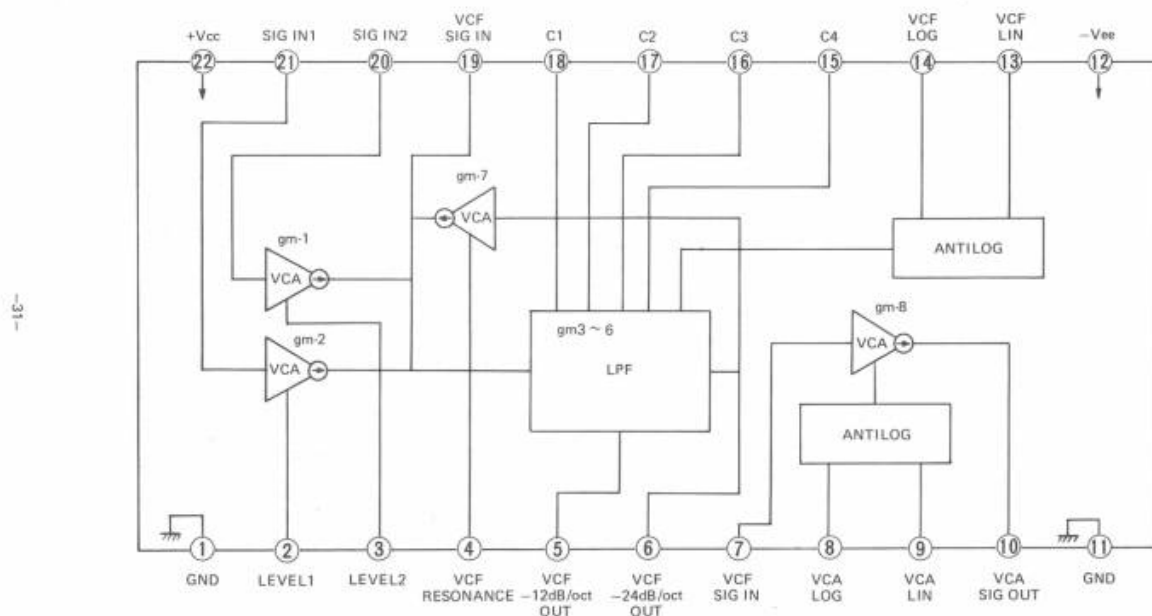 VCF VCF VCF
+Vcc SIG IN1 SIG IN2 SIG IN C1 C2 C3 C4 LOG LIN −Vee
22 21 20 19 18 17 16 15 14 13 12
gm-7
VCA
gm-1
VCA
ANTILOG
gm-8
VCA
gm-2
VCA
gm3 ~ 6
LPF
ANTILOG
1 2 3 4 5 6 7 8 9 10 11
GND LEVEL1 LEVEL2 VCF VCF VCF VCF VCA VCA VCA GND
RESONANCE −12dB/oct −24dB/oct SIG IN LOG LIN SIG OUT
OUT OUT
−31−